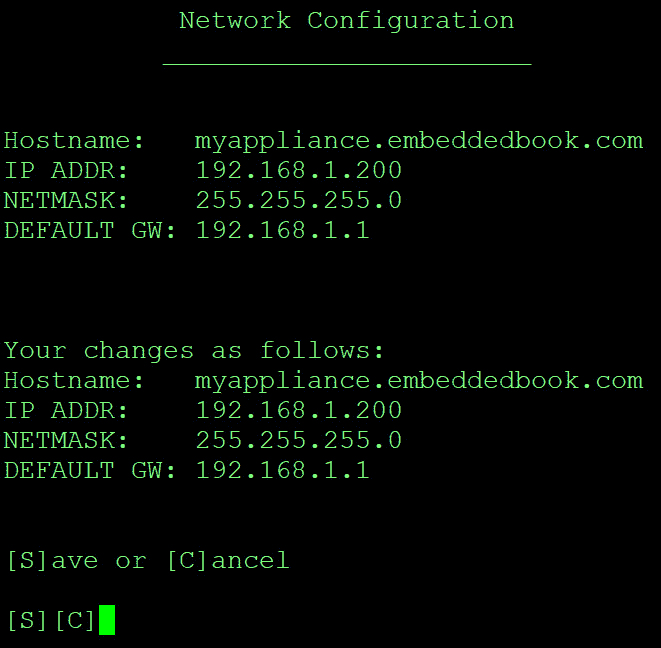 Network Configuration
Hostname: myappliance.embeddedbook.com
IP ADDR: 192.168.1.200
NETMASK: 255.255.255.0
DEFAULT GW: 192.168.1.1
Your changes as follows:
Hostname: myappliance.embeddedbook.com
IP ADDR: 192.168.1.200
NETMASK: 255.255.255.0
DEFAULT GW: 192.168.1.1
[S]ave or [C]ancel
[S][C]